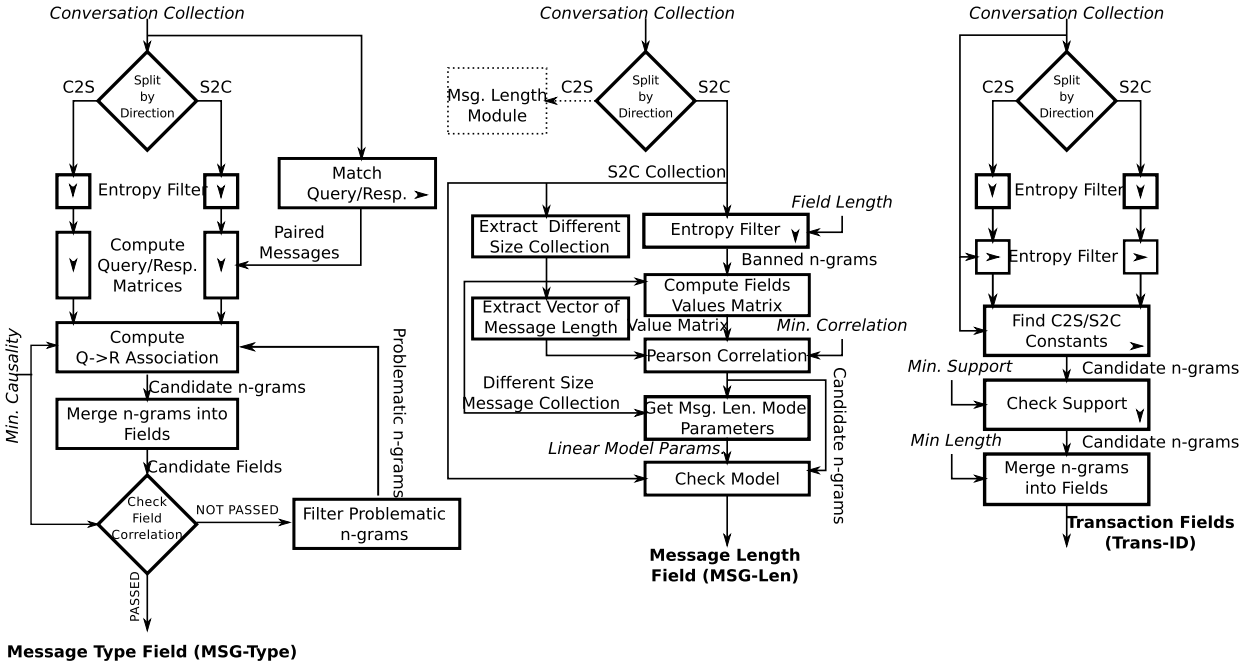 Conversation Collection
C2S
Split
by
Direction
S2C
Entropy Filter
Match
Query/Resp.
Compute
Query/Resp.
Matrices
Paired
Messages
Compute
Q->R Association
Min. Causality
Candidate n-grams
Merge n-grams into
Fields
Candidate Fields
Check
Field
Correlation
NOT PASSED
Filter Problematic
n-grams
Problematic n-grams
PASSED
Message Type Field (MSG-Type)
Conversation Collection
Msg. Length
Module
C2S
Split
by
Direction
S2C
S2C Collection
Field Length
Extract Different
Size Collection
Entropy Filter
Banned n-grams
Extract Vector of
Message Length
Compute Fields
Values Matrix
Value Matrix
Min. Correlation
Pearson Correlation
Different Size
Message Collection
Get Msg. Len. Model
Parameters
Candidate n-grams
Linear Model Params.
Check Model
Message Length
Field (MSG-Len)
Conversation Collection
C2S
Split
by
Direction
S2C
Entropy Filter
Entropy Filter
Find C2S/S2C
Constants
Min. Support
Candidate n-grams
Check Support
Min Length
Candidate n-grams
Merge n-grams
into Fields
Transaction Fields
(Trans-ID)